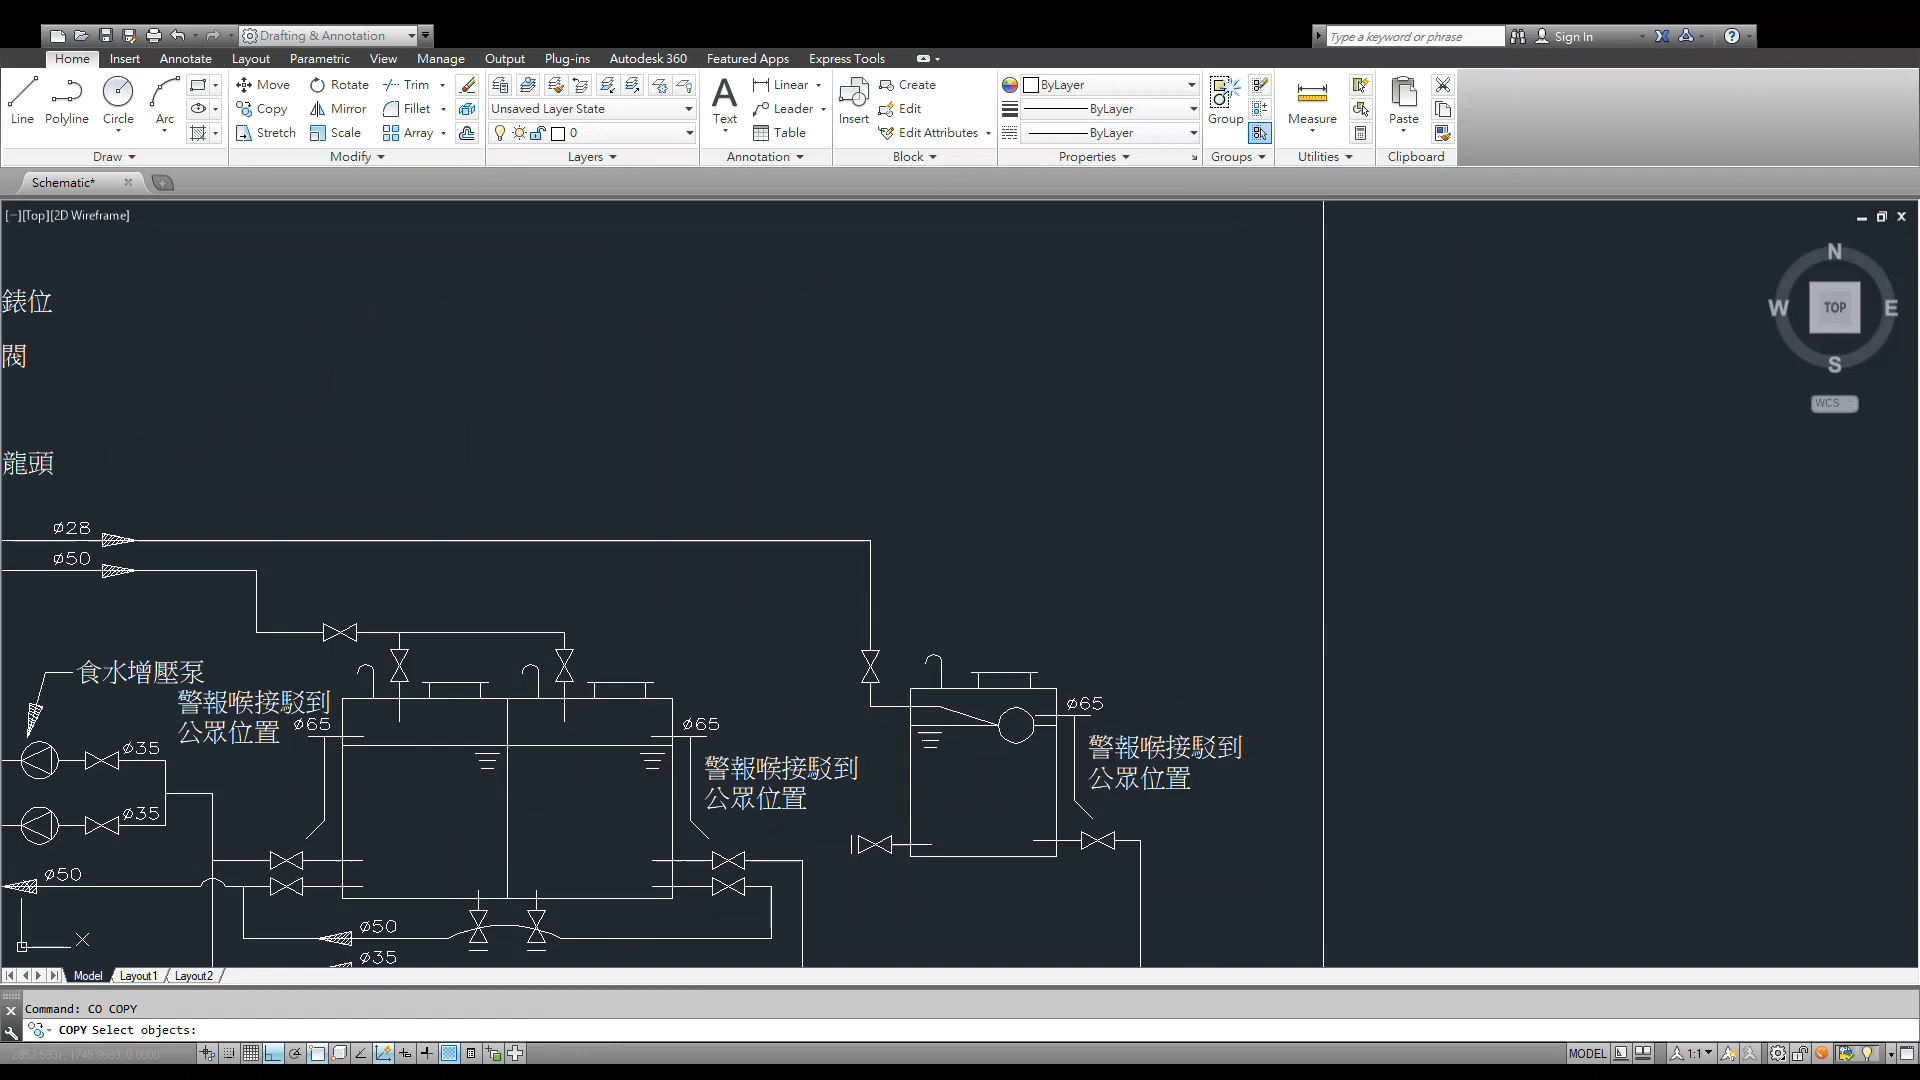 Drafting & Annotation
Type a keyword or phrase
Sign In
Home Insert Annotate Layout Parametric View Manage Output Plug-ins Autodesk 360 Featured Apps Express Tools
Line Polyline Circle Arc
Move Rotate Trim
Copy Mirror Fillet
Stretch Scale Array
Unsaved Layer State
0
Text
Linear
Leader
Table
Insert
Create
Edit
Edit Attributes
ByLayer
ByLayer
ByLayer
Group
Measure
Paste
Draw Modify Layers Annotation Block Properties Groups Utilities Clipboard
Schematic*
[−][Top][2D Wireframe]
N
W TOP E
S
WCS
錶位
閥
龍頭
ø28
ø50
食水增壓泵
警報喉接駁到
公眾位置
ø65
ø65
警報喉接駁到
公眾位置
ø65
警報喉接駁到
公眾位置
ø35
ø35
ø50
ø50
ø35
X
Model Layout1 Layout2
Command: CO COPY
COPY Select objects:
MODEL
1:1